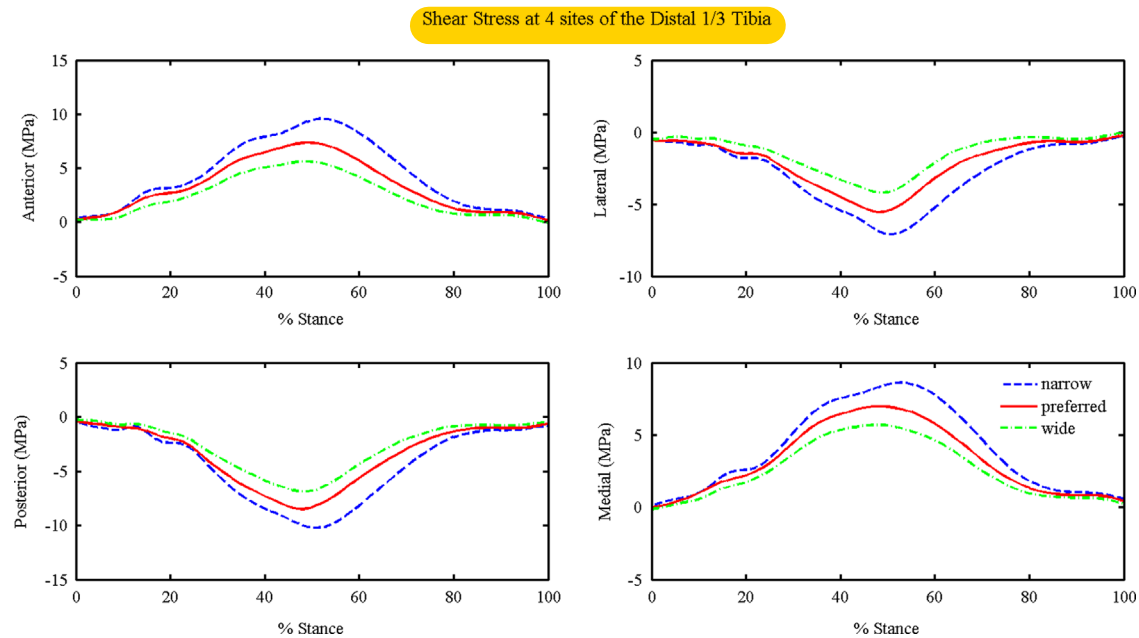 Shear Stress at 4 sites of the Distal 1/3 Tibia
15
10
5
0
-5
Anterior (MPa)
0 20 40 60 80 100
% Stance
5
0
-5
-10
Lateral (MPa)
0 20 40 60 80 100
% Stance
5
0
-5
-10
-15
Posterior (MPa)
0 20 40 60 80 100
% Stance
10
5
0
-5
Medial (MPa)
narrow
preferred
wide
0 20 40 60 80 100
% Stance